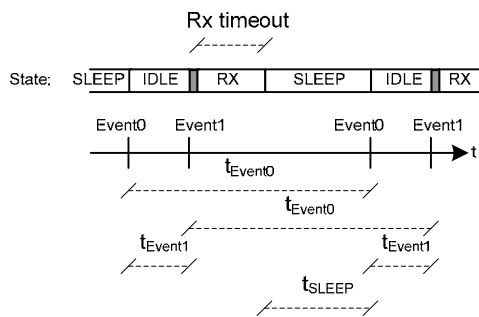 Rx timeout
State: SLEEP IDLE RX SLEEP IDLE RX
Event0 Event1 Event0 Event1
t
tEvent0
tEvent0
tEvent1 tEvent1
tSLEEP